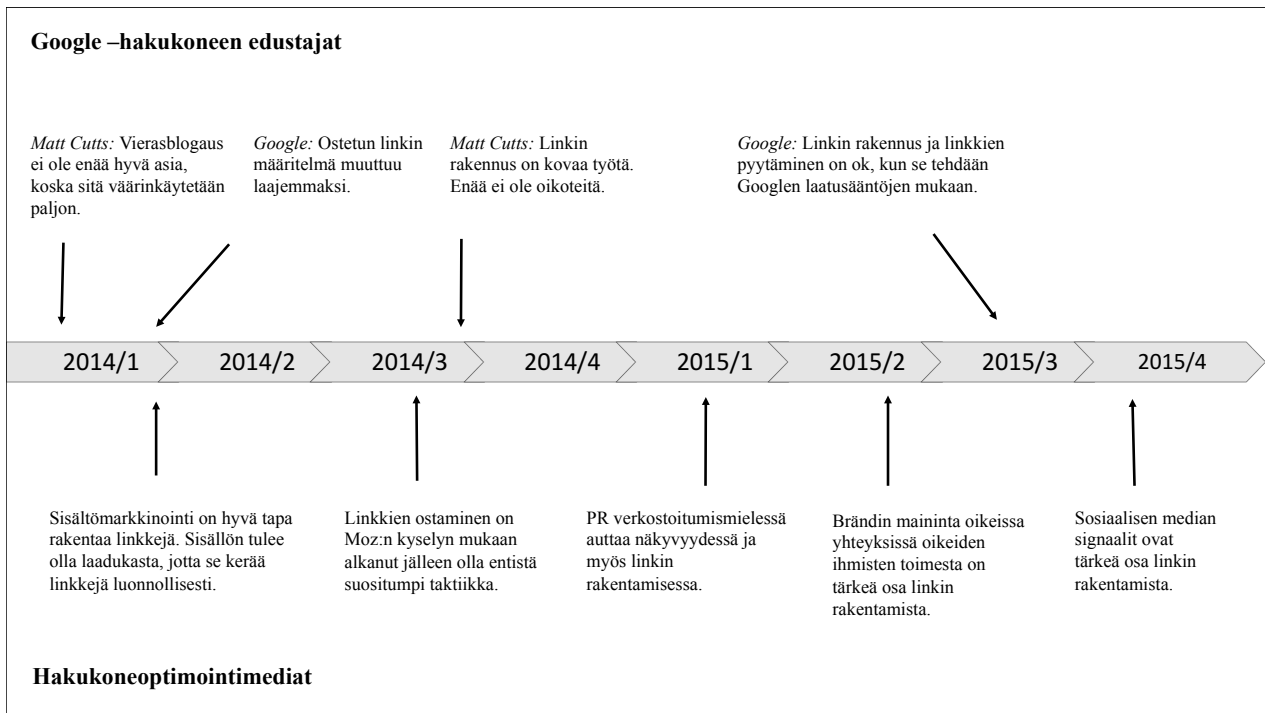 Google –hakukoneen edustajat
Matt Cutts: Vierasblogaus
ei ole enää hyvä asia,
koska sitä väärinkäytetään
paljon.
Google: Ostetun linkin
määritelmä muuttuu
laajemmaksi.
Matt Cutts: Linkin
rakennus on kovaa työtä.
Enää ei ole oikoteitä.
Google: Linkin rakennus ja linkkien
pyytäminen on ok, kun se tehdään
Googlen laatusääntöjen mukaan.
2014/1
2014/2
2014/3
2014/4
2015/1
2015/2
2015/3
2015/4
Sisältömarkkinointi on hyvä tapa
rakentaa linkkejä. Sisällön tulee
olla laadukasta, jotta se kerää
linkkejä luonnollisesti.
Linkkien ostaminen on
Moz:n kyselyn mukaan
alkanut jälleen olla entistä
suositumpi taktiikka.
PR verkostoitumismielessä
auttaa näkyvyydessä ja
myös linkin
rakentamisessa.
Brändin maininta oikeissa
yhteyksissä oikeiden
ihmisten toimesta on
tärkeä osa linkin
rakentamista.
Sosiaalisen median
signaalit ovat
tärkeä osa linkin
rakentamista.
Hakukoneoptimointimediat